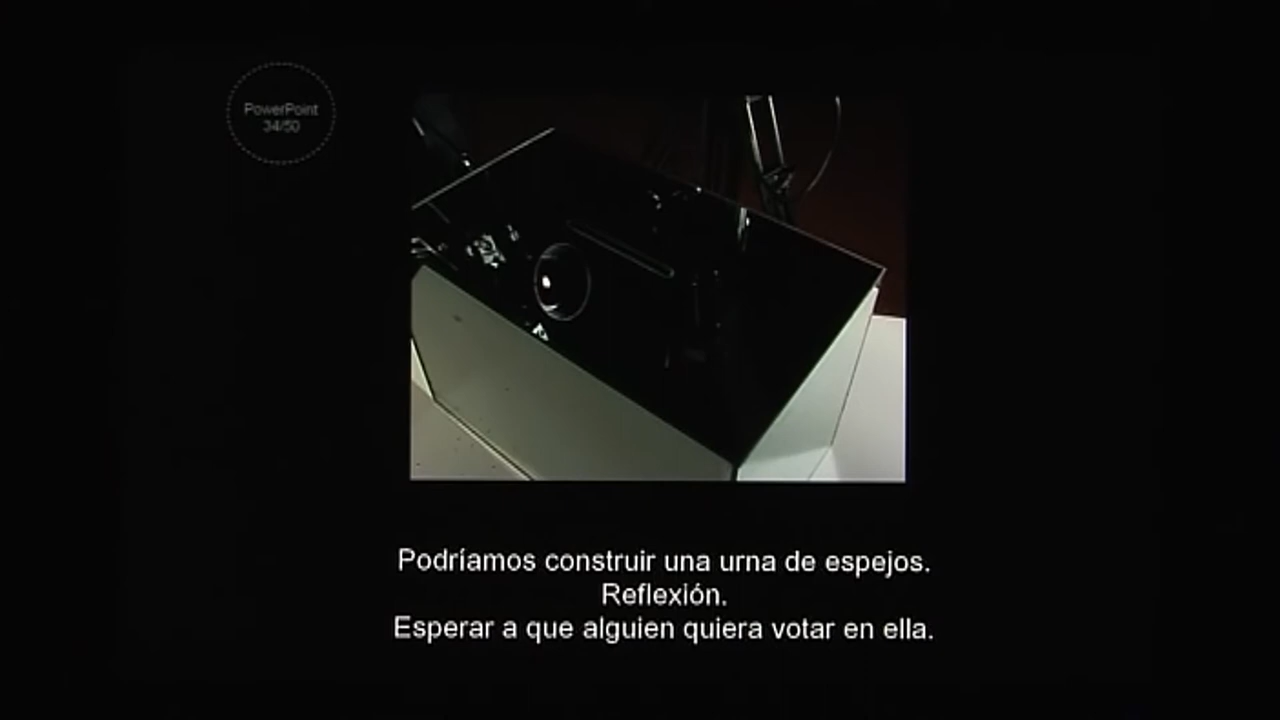 PowerPoint
34/50
Podríamos construir una urna de espejos.
Reflexión.
Esperar a que alguien quiera votar en ella.